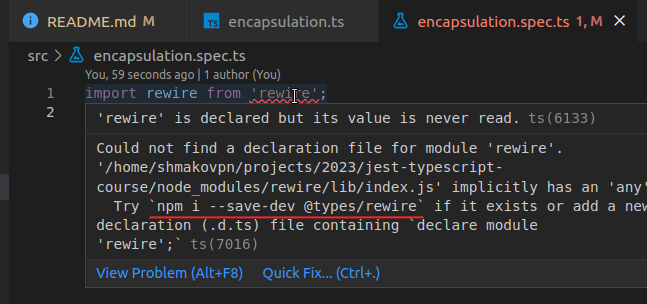 README.md M
encapsulation.ts
encapsulation.spec.ts 1, M
src > encapsulation.spec.ts
You, 59 seconds ago | 1 author (You)
1 import rewire from 'rewire';
2
'rewire' is declared but its value is never read. ts(6133)
Could not find a declaration file for module 'rewire'.
'/home/shmakovpn/projects/2023/jest-typescript-
course/node_modules/rewire/lib/index.js' implicitly has an 'any'
Try `npm i --save-dev @types/rewire` if it exists or add a new
declaration (.d.ts) file containing `declare module
'rewire';` ts(7016)
View Problem (Alt+F8) Quick Fix... (Ctrl+.)